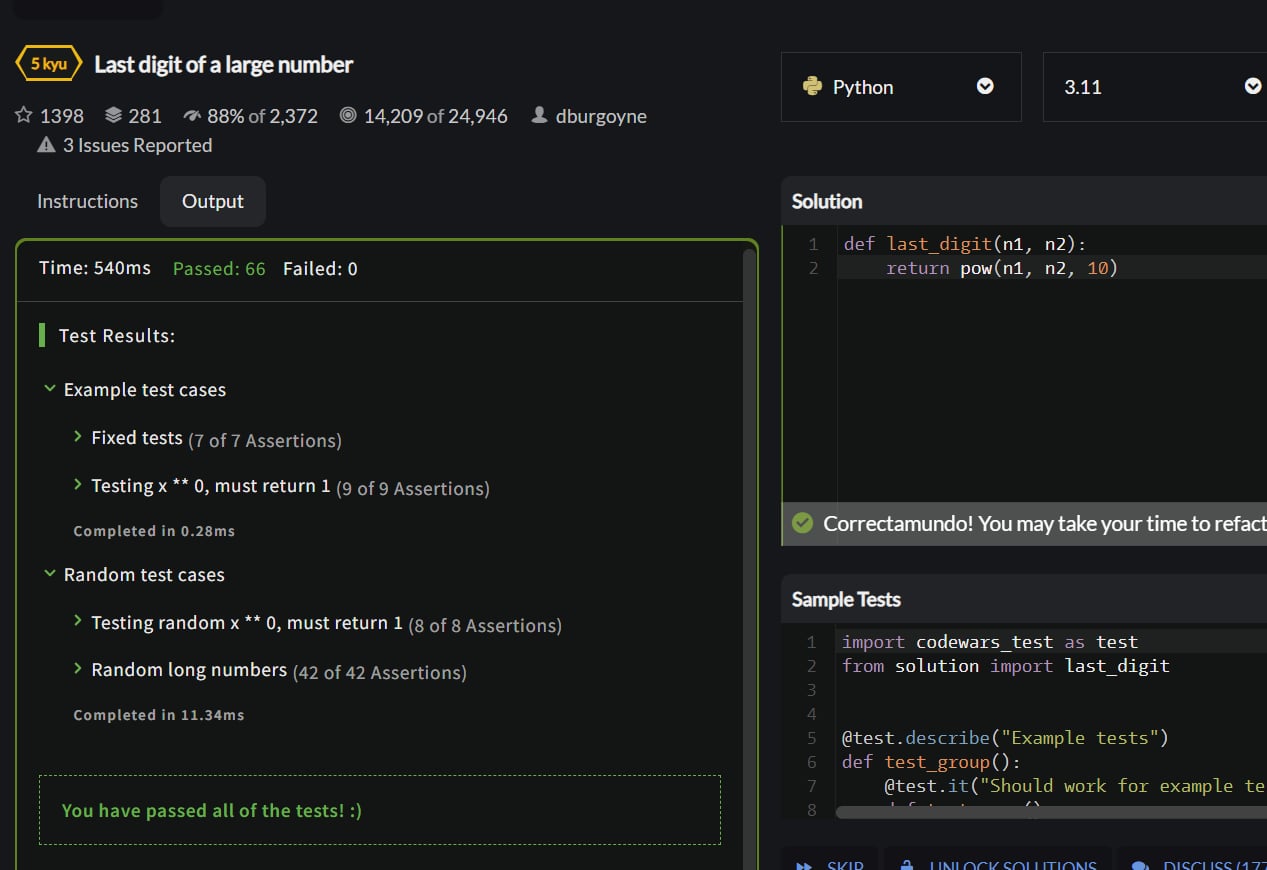 5 kyu Last digit of a large number
1398 281 88% of 2,372 14,209 of 24,946 dburgoyne
3 Issues Reported
Instructions Output
Time: 540ms Passed: 66 Failed: 0
Test Results:
Example test cases
Fixed tests (7 of 7 Assertions)
Testing x ** 0, must return 1 (9 of 9 Assertions)
Completed in 0.28ms
Random test cases
Testing random x ** 0, must return 1 (8 of 8 Assertions)
Random long numbers (42 of 42 Assertions)
Completed in 11.34ms
You have passed all of the tests! :)
Python 3.11
Solution
1 def last_digit(n1, n2):
2 return pow(n1, n2, 10)
Correctamundo! You may take your time to refact
Sample Tests
1 import codewars_test as test
2 from solution import last_digit
3
4
5 @test.describe("Example tests")
6 def test_group():
7 @test.it("Should work for example te
8
SKIP UNLOCK SOLUTIONS DISCUSS (177